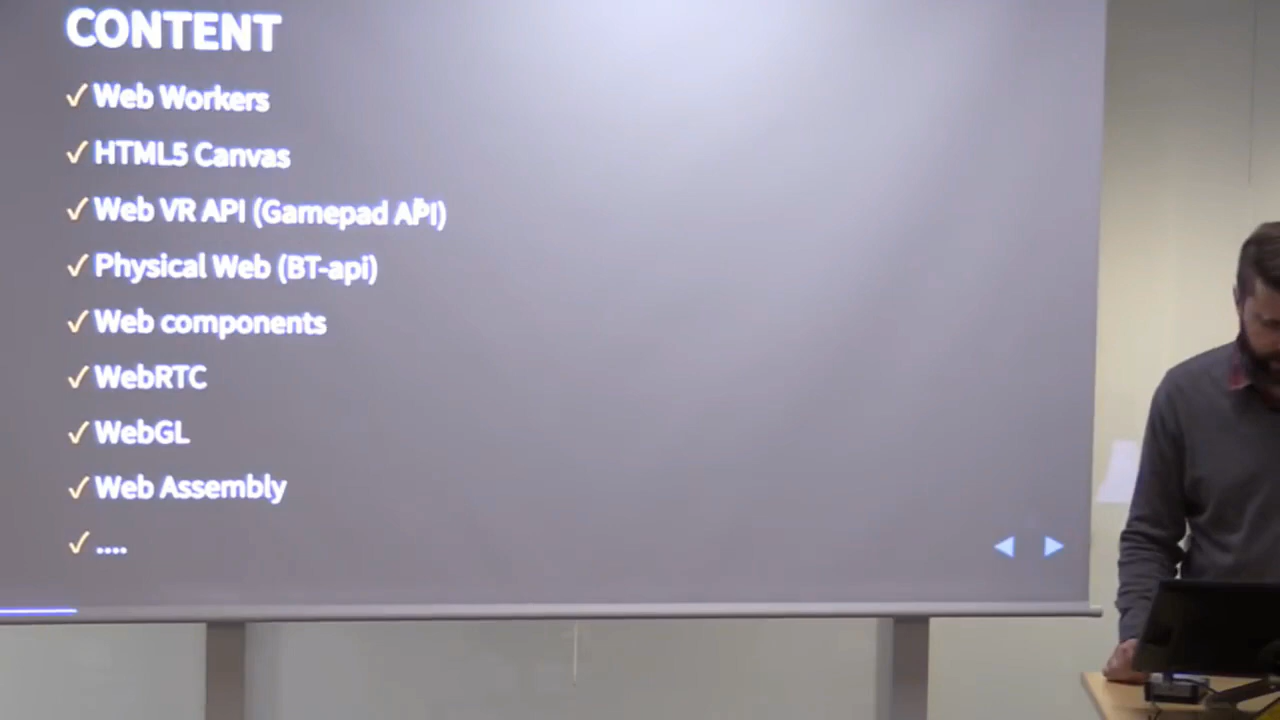 CONTENT
✓ Web Workers
✓ HTML5 Canvas
✓ Web VR API (Gamepad API)
✓ Physical Web (BT-api)
✓ Web components
✓ WebRTC
✓ WebGL
✓ Web Assembly
✓ ....